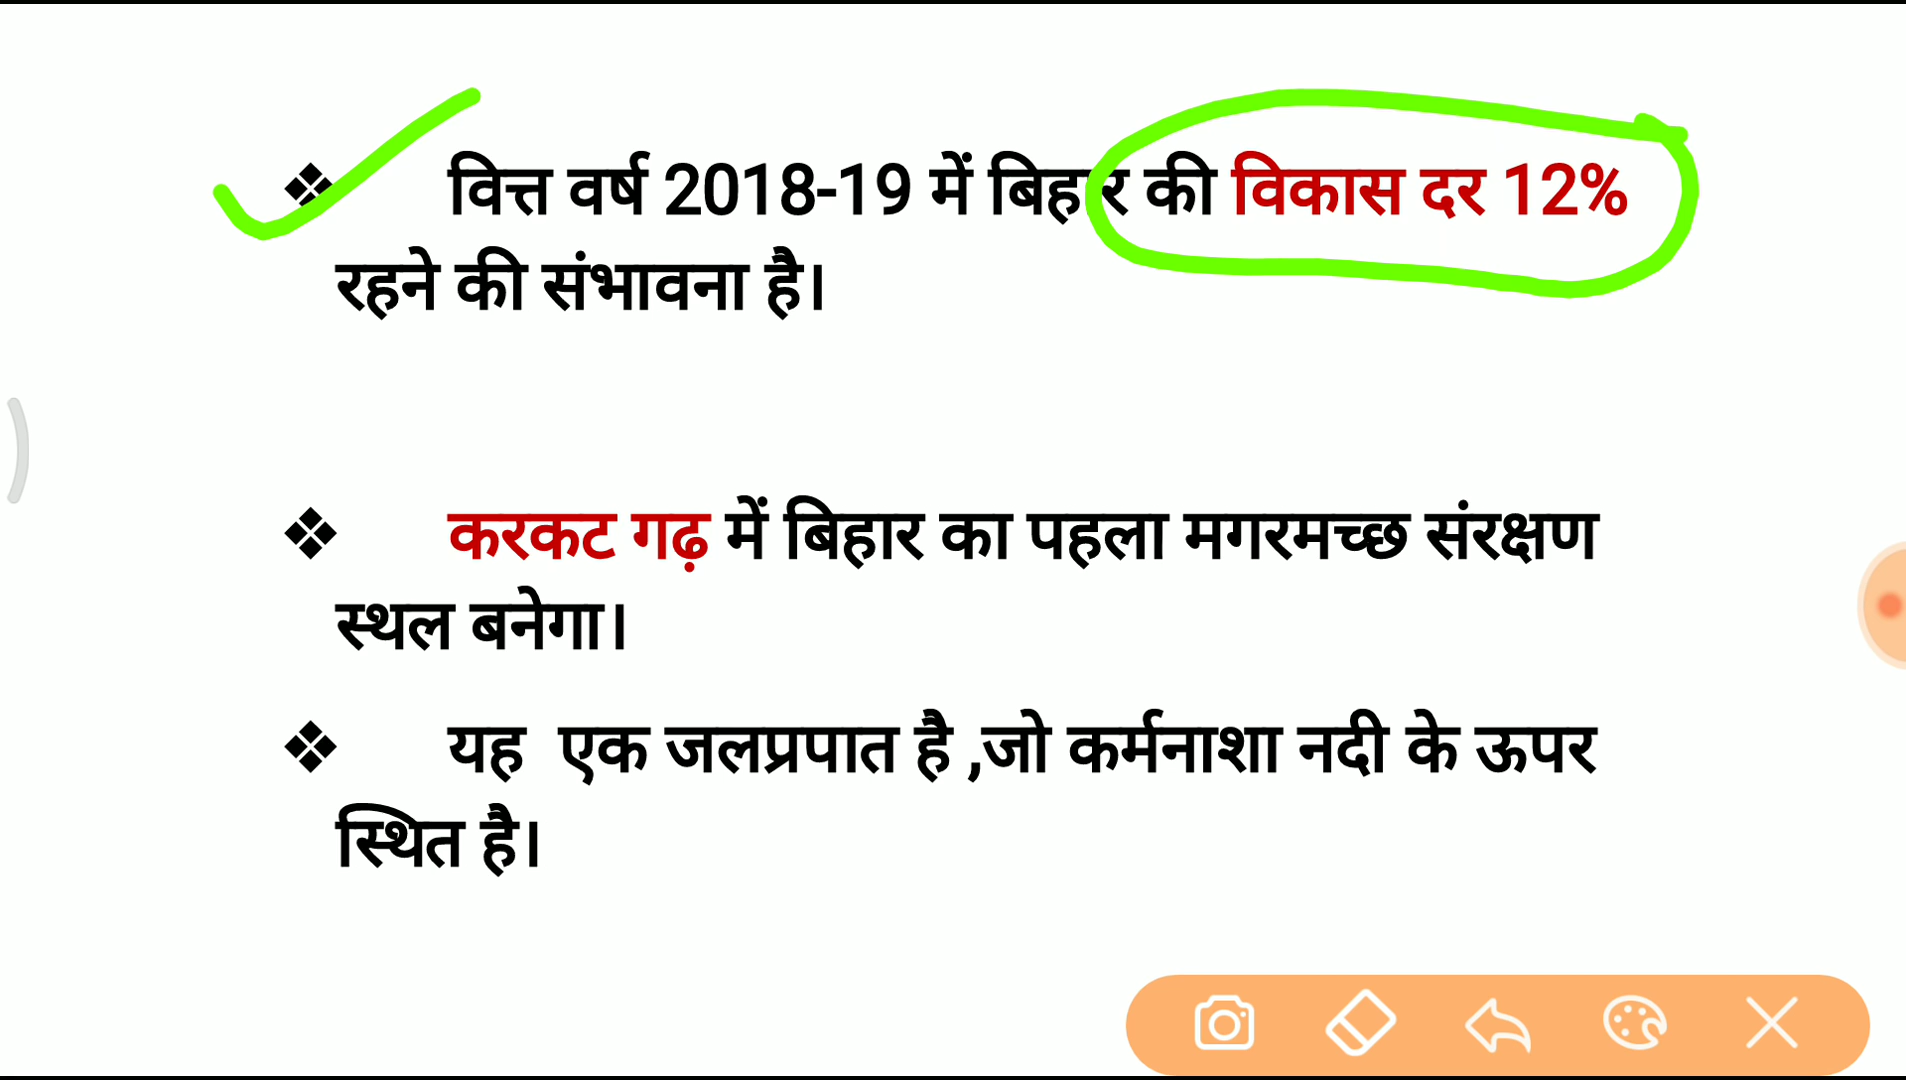 ❖ वित्त वर्ष 2018-19 में बिहार की विकास दर 12%
रहने की संभावना है।
❖ करकट गढ़ में बिहार का पहला मगरमच्छ संरक्षण
स्थल बनेगा।
❖ यह एक जलप्रपात है ,जो कर्मनाशा नदी के ऊपर
स्थित है।